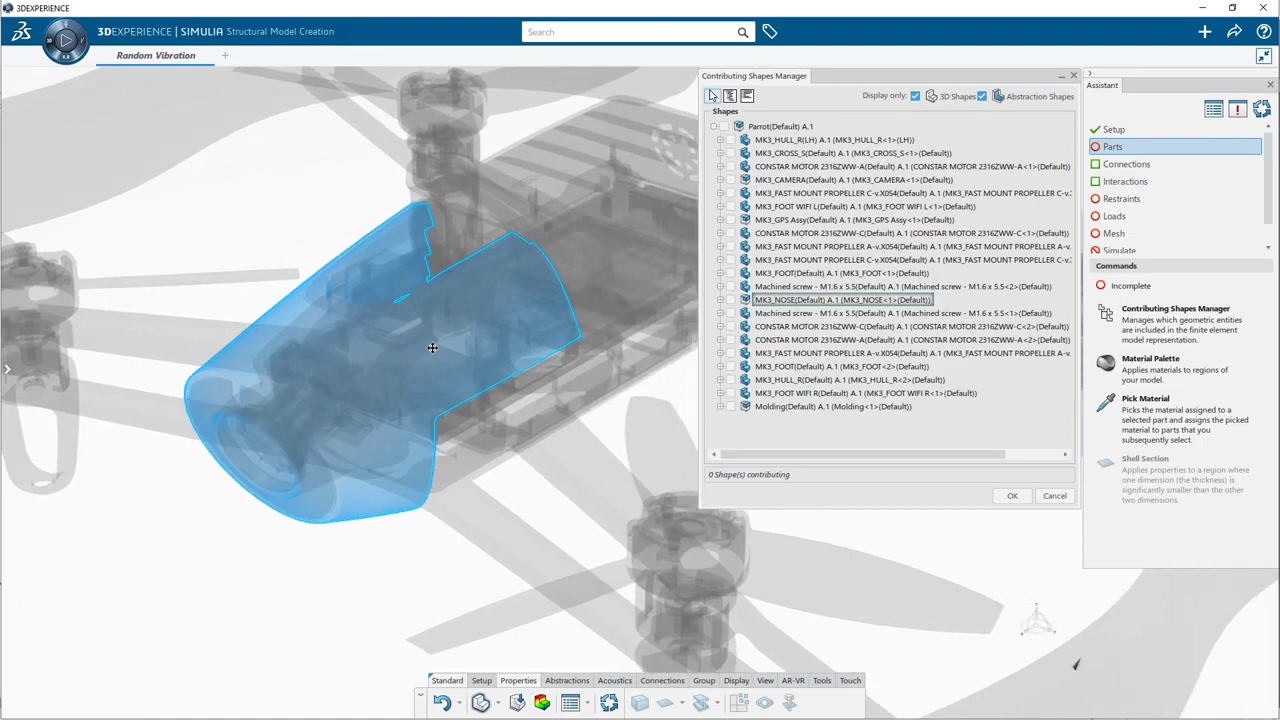 3DEXPERIENCE
3DEXPERIENCE | SIMULIA Structural Model Creation
Search
Random Vibration
Contributing Shapes Manager
Display only: 3D Shapes Abstraction Shapes
Shapes
Parrot(Default) A.1
MK3_HULL_R(LH) A.1 (MK3_HULL_R<1>(LH))
MK3_CROSS_S(Default) A.1 (MK3_CROSS_S<1>(Default))
CONSTAR MOTOR 2316ZWW-A(Default) A.1 (CONSTAR MOTOR 2316ZWW-A<1>(Default))
MK3_CAMERA(Default) A.1 (MK3_CAMERA<1>(Default))
MK3_FAST MOUNT PROPELLER C-v.X054(Default) A.1 (MK3_FAST MOUNT PROPELLER C-v.X
MK3_FOOT WIFI L(Default) A.1 (MK3_FOOT WIFI L<1>(Default))
MK3_GPS Assy(Default) A.1 (MK3_GPS Assy<1>(Default))
CONSTAR MOTOR 2316ZWW-C(Default) A.1 (CONSTAR MOTOR 2316ZWW-C<1>(Default))
MK3_FAST MOUNT PROPELLER A-v.X054(Default) A.1 (MK3_FAST MOUNT PROPELLER A-v.
MK3_FAST MOUNT PROPELLER C-v.X054(Default) A.1 (MK3_FAST MOUNT PROPELLER C-v.X
MK3_FOOT(Default) A.1 (MK3_FOOT<1>(Default))
Machined screw - M1.6 x 5.5(Default) A.1 (Machined screw - M1.6 x 5.5<2>(Default))
MK3_NOSE(Default) A.1 (MK3_NOSE<1>(Default))
Machined screw - M1.6 x 5.5(Default) A.1 (Machined screw - M1.6 x 5.5<1>(Default))
CONSTAR MOTOR 2316ZWW-C(Default) A.1 (CONSTAR MOTOR 2316ZWW-C<2>(Default))
CONSTAR MOTOR 2316ZWW-A(Default) A.1 (CONSTAR MOTOR 2316ZWW-A<2>(Default))
MK3_FAST MOUNT PROPELLER A-v.X054(Default) A.1 (MK3_FAST MOUNT PROPELLER A-v.
MK3_FOOT(Default) A.1 (MK3_FOOT<2>(Default))
MK3_HULL_R(Default) A.1 (MK3_HULL_R<2>(Default))
MK3_FOOT WIFI R(Default) A.1 (MK3_FOOT WIFI R<1>(Default))
Molding(Default) A.1 (Molding<1>(Default))
0 Shape(s) contributing
OK Cancel
Assistant
Setup
Parts
Connections
Interactions
Restraints
Loads
Mesh
Simulate
Commands
Incomplete
Contributing Shapes Manager
Manages which geometric entities are included in the finite element model representation.
Material Palette
Applies materials to regions of your model.
Pick Material
Picks the material assigned to a selected part and assigns the picked material to parts that you subsequently select.
Shell Section
Applies properties to a region where one dimension (the thickness) is significantly smaller than the other two dimensions.
Standard Setup Properties Abstractions Acoustics Connections Group Display View AR-VR Tools Touch